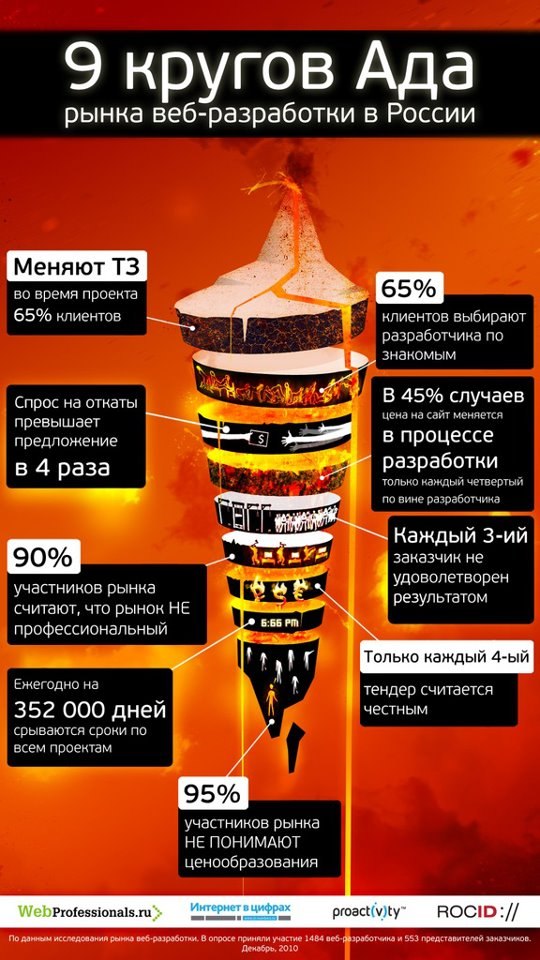 9 кругов Ада
рынка веб-разработки в России
Меняют ТЗ
во время проекта
65% клиентов
65%
клиентов выбирают
разработчика по
знакомым
Спрос на откаты
превышает
предложение
в 4 раза
$
В 45% случаев
цена на сайт меняется
в процессе
разработки
только каждый четвертый
по вине разработчика
Каждый 3-ий
заказчик не
удоволетворен
результатом
90%
участников рынка
считают, что рынок НЕ
профессиональный
6:66 PM
Только каждый 4-ый
тендер считается
честным
Ежегодно на
352 000 дней
срываются сроки по
всем проектам
95%
участников рынка
НЕ ПОНИМАЮТ
ценообразования
WebProfessionals.ru
Интернет в цифрах
proact(v)ty™
ROCID://
По данным исследования рынка веб-разработки. В опросе приняли участие 1484 веб-разработчика и 553 представителей заказчиков.
Декабрь, 2010